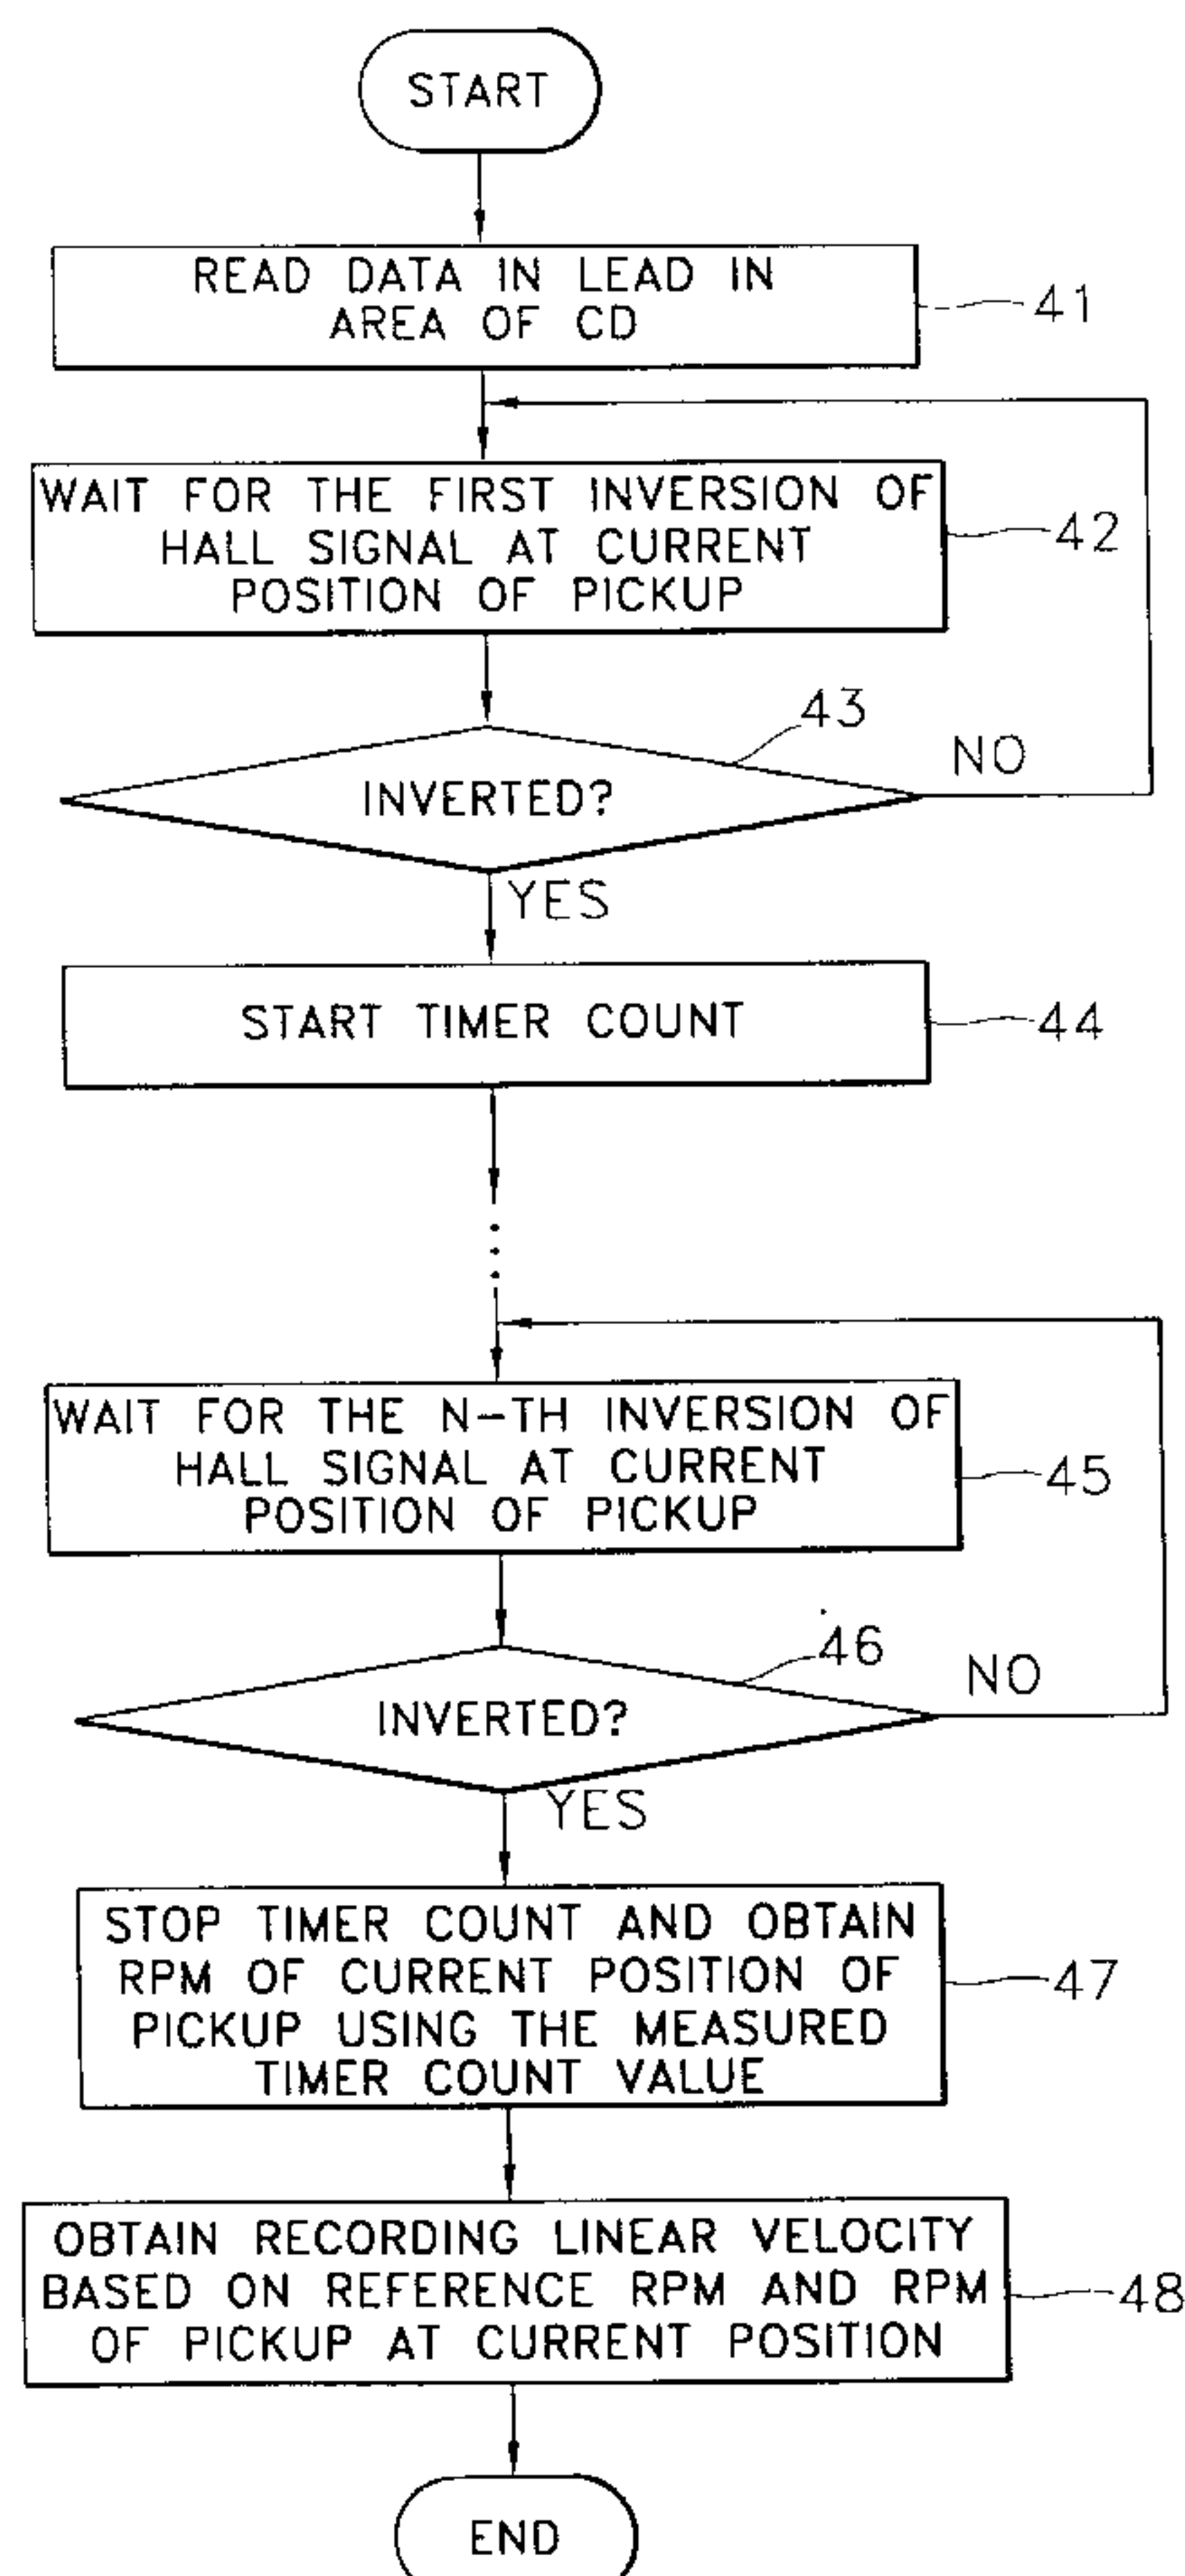 START
READ DATA IN LEAD IN
AREA OF CD
41
WAIT FOR THE FIRST INVERSION OF
HALL SIGNAL AT CURRENT
POSITION OF PICKUP
42
43
INVERTED?
NO
YES
START TIMER COUNT
44
WAIT FOR THE N-TH INVERSION OF
HALL SIGNAL AT CURRENT
POSITION OF PICKUP
45
46
INVERTED?
NO
YES
STOP TIMER COUNT AND OBTAIN
RPM OF CURRENT POSITION OF
PICKUP USING THE MEASURED
TIMER COUNT VALUE
47
OBTAIN RECORDING LINEAR VELOCITY
BASED ON REFERENCE RPM AND RPM
OF PICKUP AT CURRENT POSITION
48
END